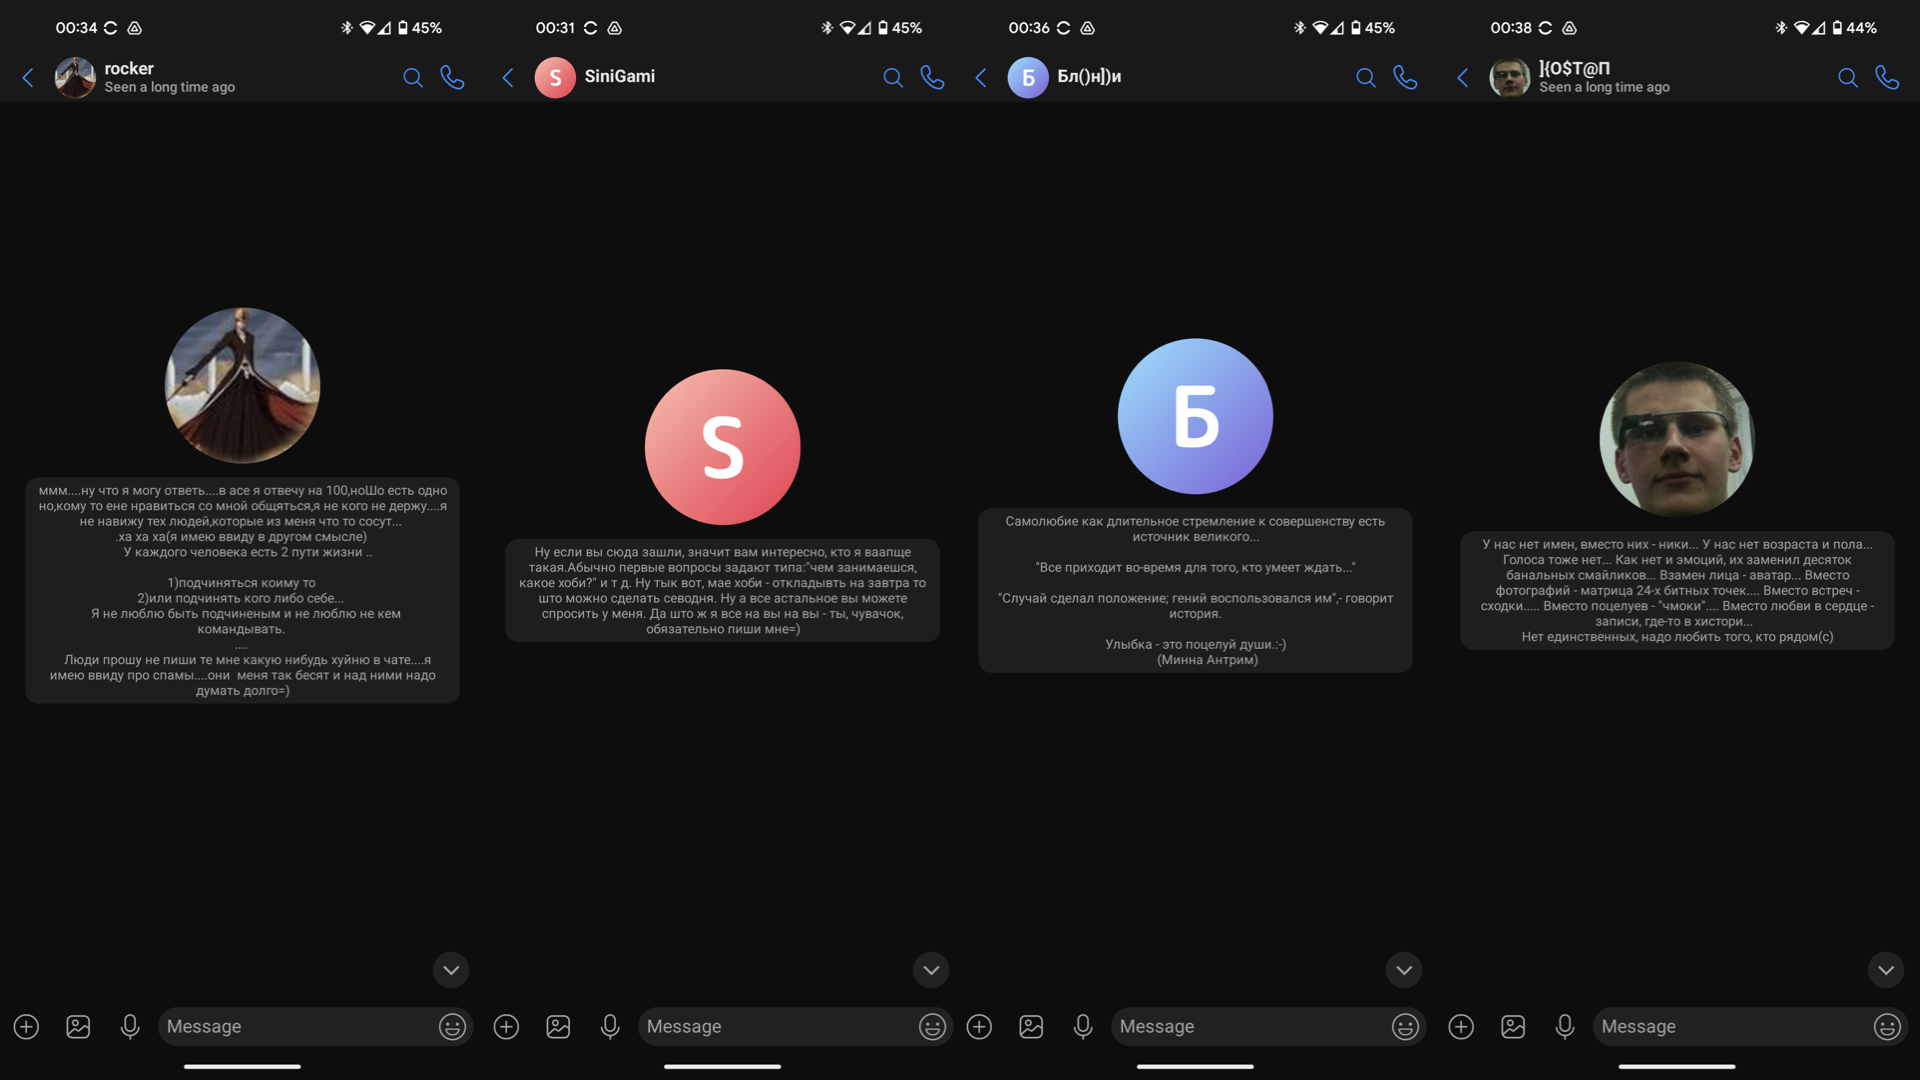 00:34
45%
rocker
Seen a long time ago
ммм....ну что я могу ответь....в асе я отвечу на 100,ноШо есть одно
но,кому то ене нравиться со мной общяться,я не кого не держу....я
не навижу тех людей,которые из меня что то сосут...
.ха ха ха(я имею ввиду в другом смысле)
У каждого человека есть 2 пути жизни ..
1)подчиняться коиму то
2)или подчинять кого либо себе...
Я не люблю быть подчиненым и не люблю не кем
командывать.
....
Люди прошу не пиши те мне какую нибудь хуйню в чате....я
имею ввиду про спамы....они меня так бесят и над ними надо
думать долго=)
Message
00:31
45%
S SiniGami
S
Ну если вы сюда зашли, значит вам интересно, кто я ваапще
такая.Абычно первые вопросы задают типа:"чем занимаешся,
какое хоби?" и т д. Ну тык вот, мае хоби - откладывть на завтра то
што можно сделать севодня. Ну а все астальное вы можете
спросить у меня. Да што ж я все на вы на вы - ты, чувачок,
обязательно пиши мне=)
Message
00:36
45%
Б Бл()н])и
Б
Самолюбие как длительное стремление к совершенству есть
источник великого...
"Все приходит во-время для того, кто умеет ждать..."
"Случай сделал положение; гений воспользовался им",- говорит
история.
Улыбка - это поцелуй души.:-)
(Минна Антрим)
Message
00:38
44%
]{O$T@П
Seen a long time ago
У нас нет имен, вместо них - ники... У нас нет возраста и пола...
Голоса тоже нет... Как нет и эмоций, их заменил десяток
банальных смайликов... Взамен лица - аватар... Вместо
фотографий - матрица 24-х битных точек.... Вместо встреч -
сходки..... Вместо поцелуев - "чмоки".... Вместо любви в сердце -
записи, где-то в хистори...
Нет единственных, надо любить того, кто рядом(с)
Message